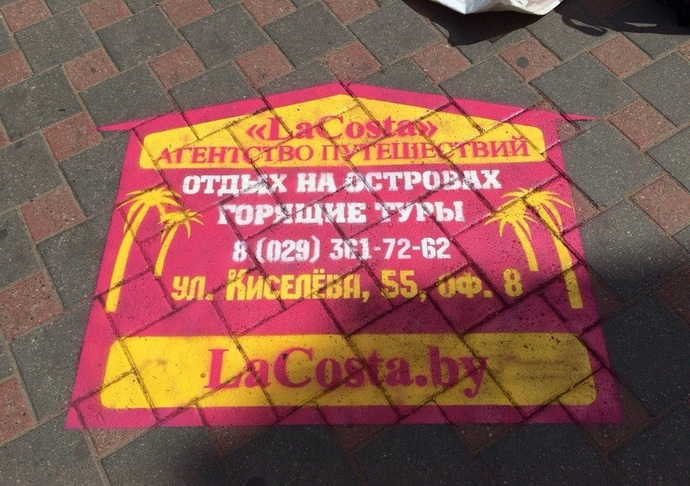 «LaCosta»
АГЕНТСТВО ПУТЕШЕСТВИЙ
ОТДЫХ НА ОСТРОВАХ
ГОРЯЩИЕ ТУРЫ
8 (029) 361-72-62
УЛ. КИСЕЛЁВА, 55, ОФ. 8
LaCosta.by